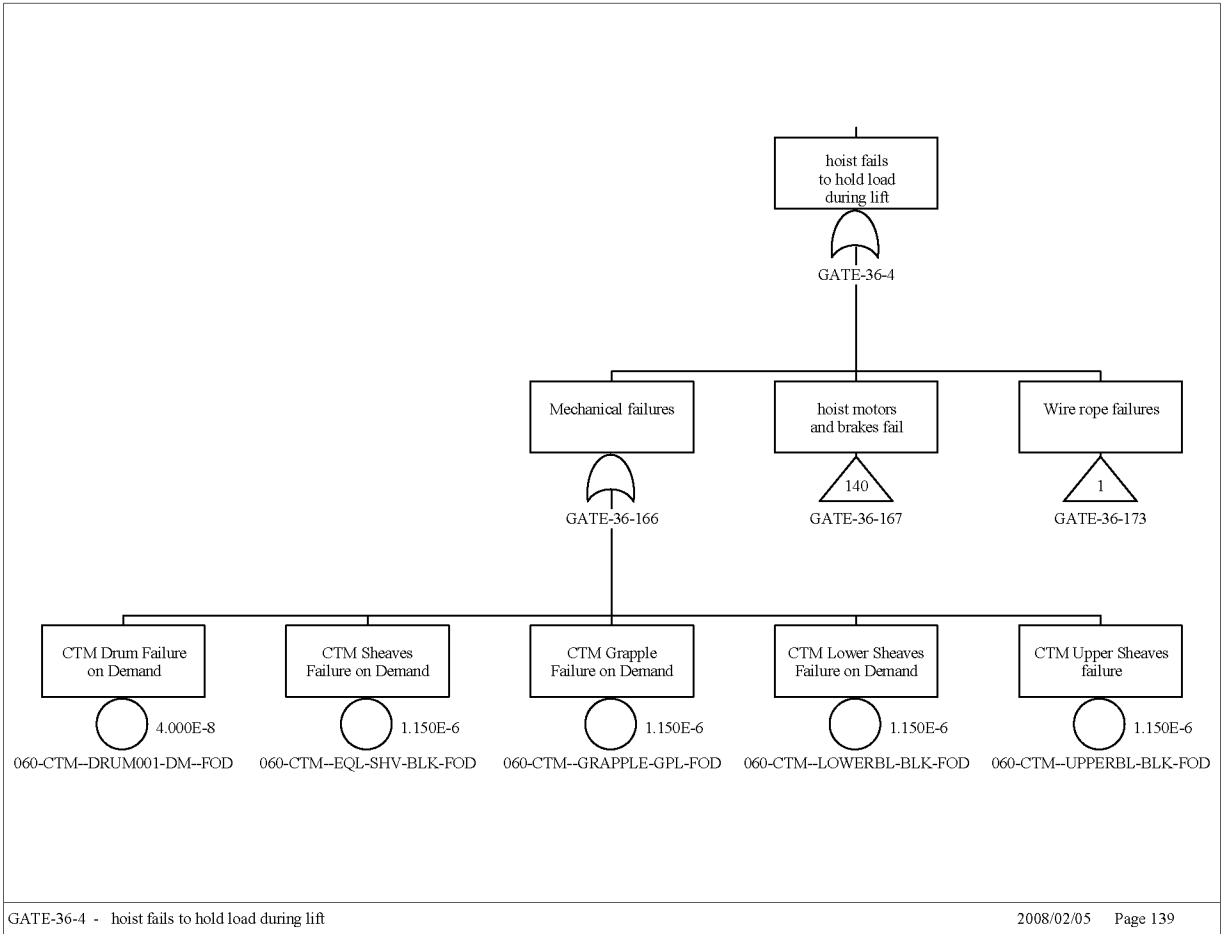 hoist fails
to hold load
during lift
GATE-36-4
Mechanical failures
hoist motors
and brakes fail
Wire rope failures
140
1
GATE-36-166
GATE-36-167
GATE-36-173
CTM Drum Failure
on Demand
CTM Sheaves
Failure on Demand
CTM Grapple
Failure on Demand
CTM Lower Sheaves
Failure on Demand
CTM Upper Sheaves
failure
4.000E-8
1.150E-6
1.150E-6
1.150E-6
1.150E-6
060-CTM--DRUM001-DM--FOD
060-CTM--EQL-SHV-BLK-FOD
060-CTM--GRAPPLE-GPL-FOD
060-CTM--LOWERBL-BLK-FOD
060-CTM--UPPERBL-BLK-FOD
GATE-36-4 - hoist fails to hold load during lift
2008/02/05 Page 139